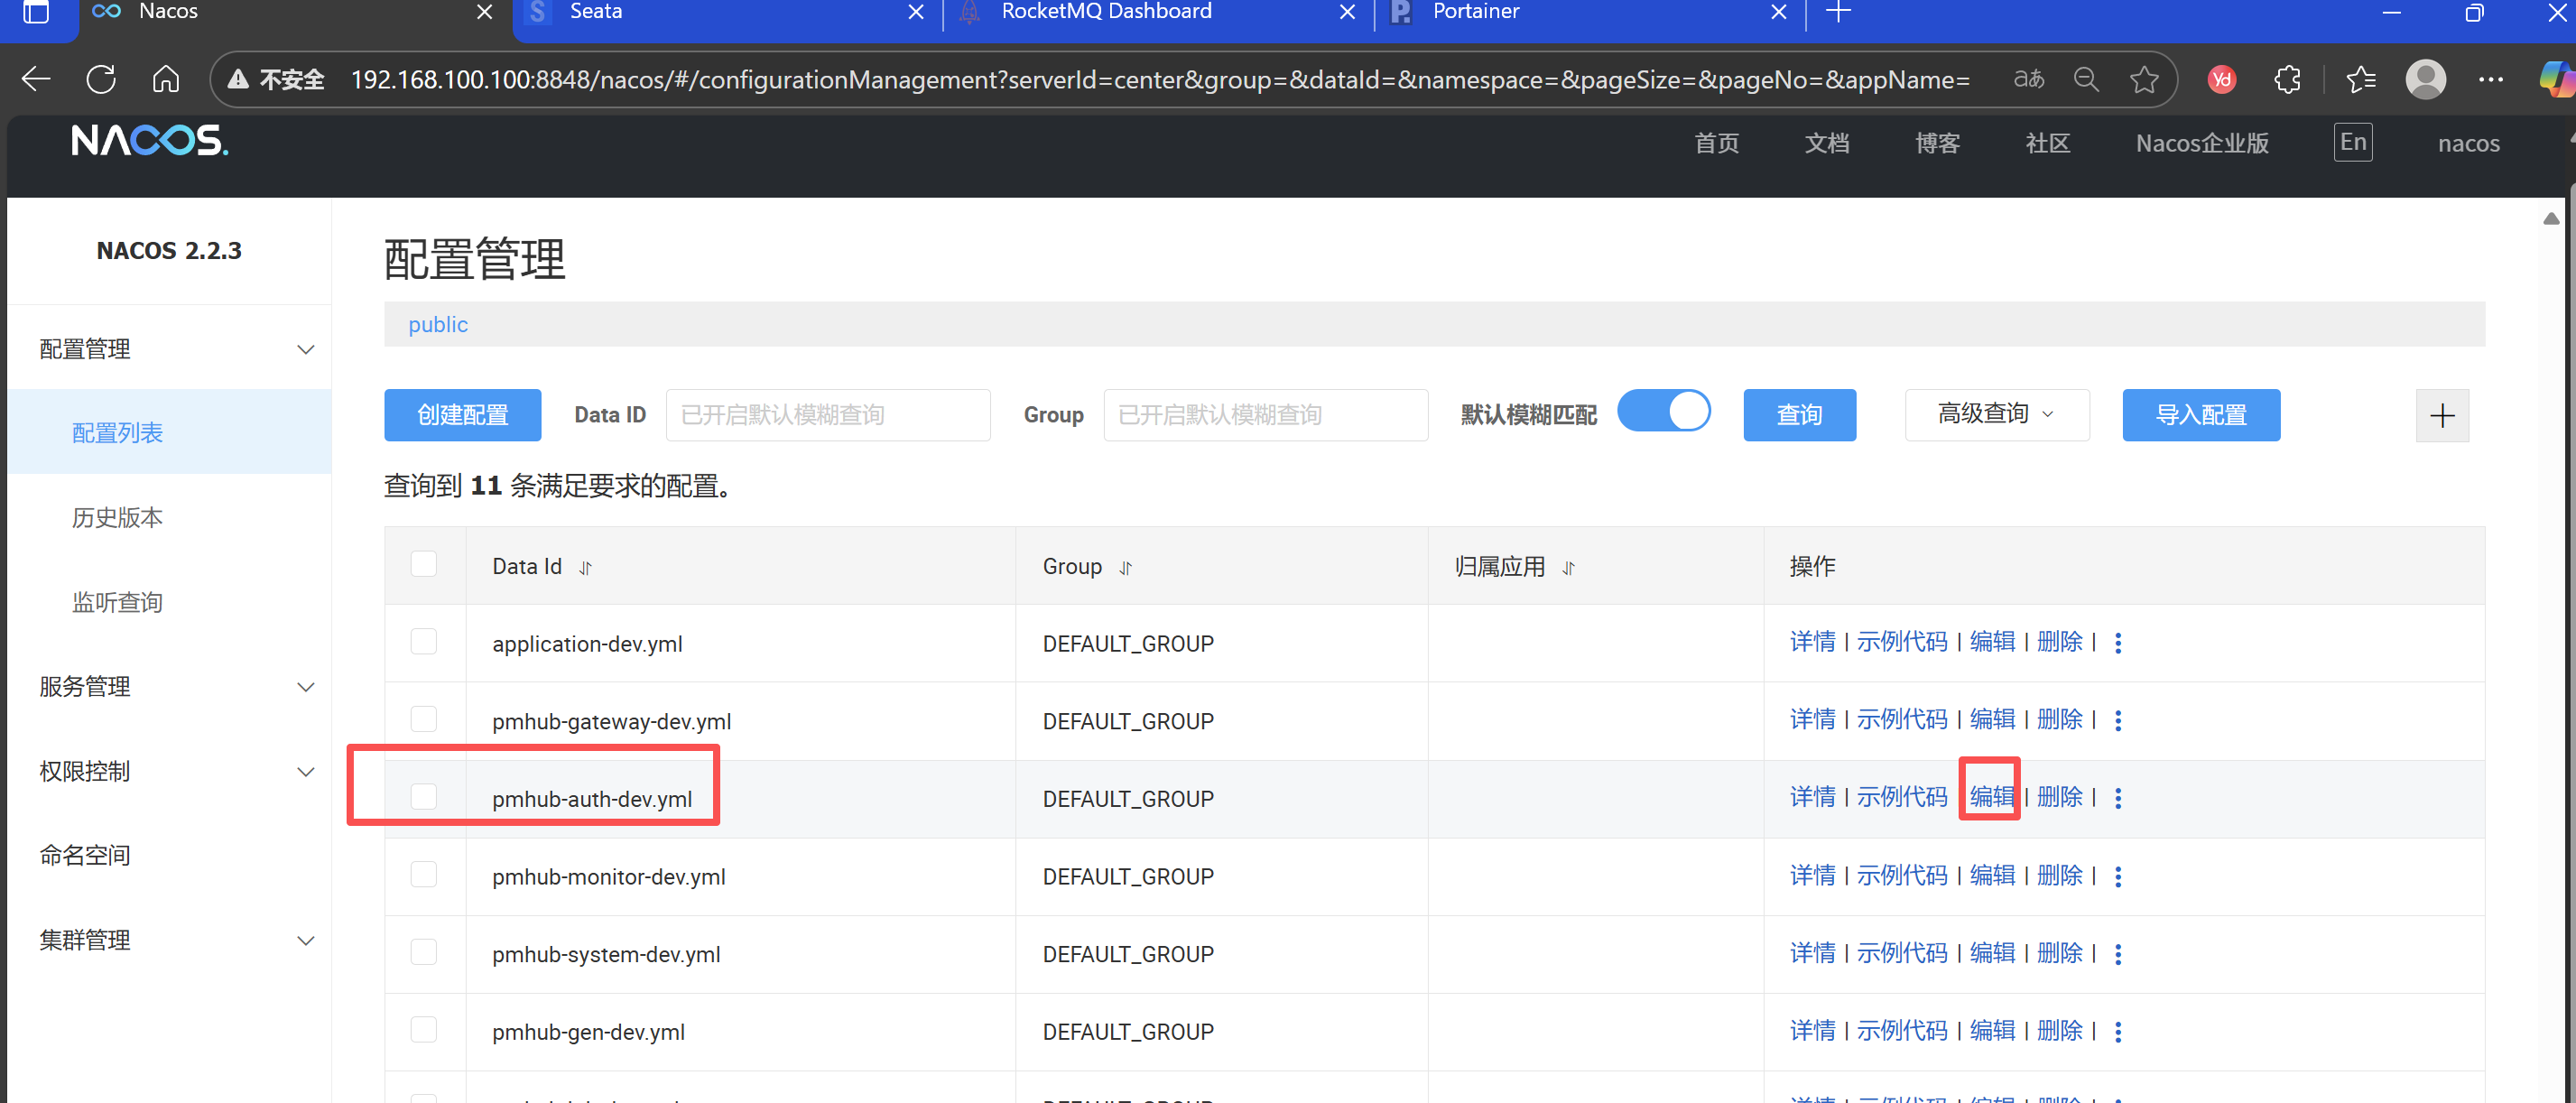 Nacos
Seata
RocketMQ Dashboard
Portainer
不安全 192.168.100.100:8848/nacos/#/configurationManagement?serverId=center&group=&dataId=&namespace=&pageSize=&pageNo=&appName=
aあ
Yd
NACOS.
首页 文档 博客 社区 Nacos企业版 En nacos
NACOS 2.2.3
配置管理
配置列表
历史版本
监听查询
服务管理
权限控制
命名空间
集群管理
配置管理
public
创建配置 Data ID 已开启默认模糊查询 Group 已开启默认模糊查询 默认模糊匹配 查询 高级查询 导入配置
查询到 11 条满足要求的配置。
Data Id Group 归属应用 操作
application-dev.yml DEFAULT_GROUP 详情 | 示例代码 | 编辑 | 删除 |
pmhub-gateway-dev.yml DEFAULT_GROUP 详情 | 示例代码 | 编辑 | 删除 |
pmhub-auth-dev.yml DEFAULT_GROUP 详情 | 示例代码 编辑 | 删除 |
pmhub-monitor-dev.yml DEFAULT_GROUP 详情 | 示例代码 | 编辑 | 删除 |
pmhub-system-dev.yml DEFAULT_GROUP 详情 | 示例代码 | 编辑 | 删除 |
pmhub-gen-dev.yml DEFAULT_GROUP 详情 | 示例代码 | 编辑 | 删除 |